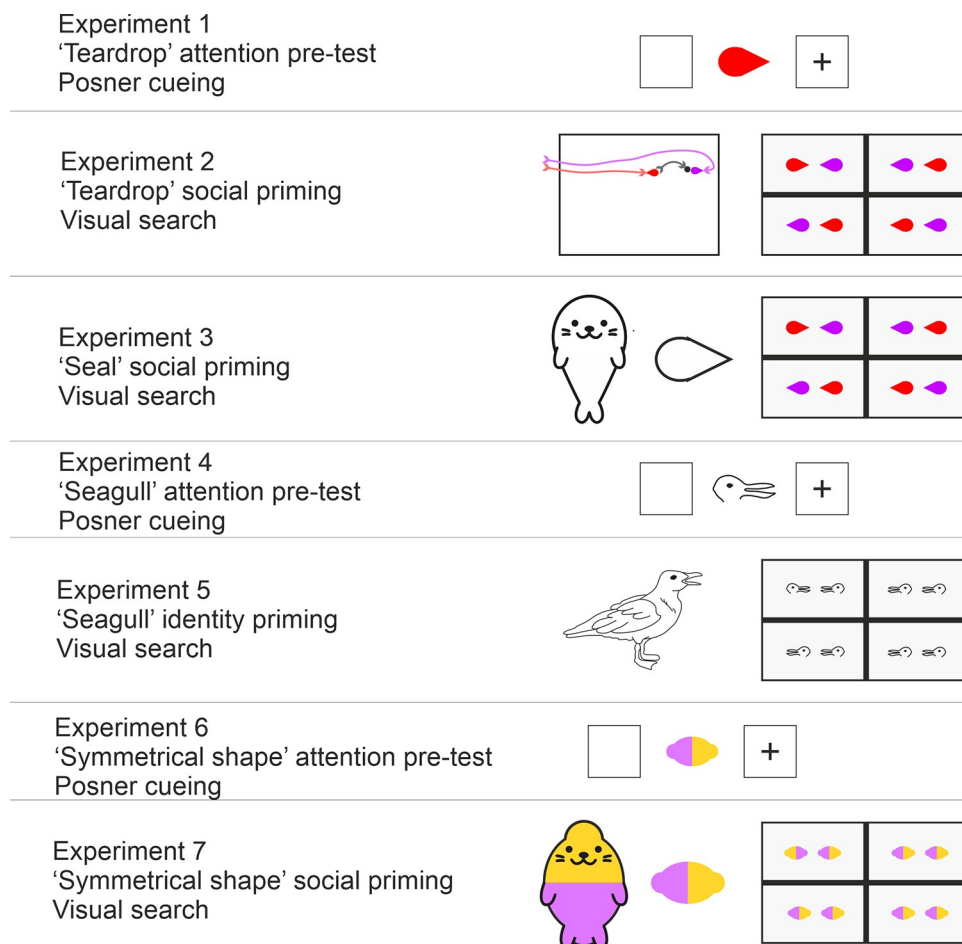 Experiment 1
‘Teardrop’ attention pre-test
Posner cueing
+
Experiment 2
‘Teardrop’ social priming
Visual search
Experiment 3
‘Seal’ social priming
Visual search
Experiment 4
‘Seagull’ attention pre-test
Posner cueing
+
Experiment 5
‘Seagull’ identity priming
Visual search
Experiment 6
‘Symmetrical shape’ attention pre-test
Posner cueing
+
Experiment 7
‘Symmetrical shape’ social priming
Visual search